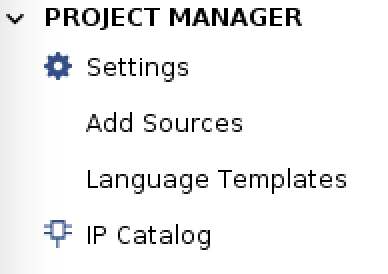 PROJECT MANAGER
Settings
Add Sources
Language Templates
IP Catalog